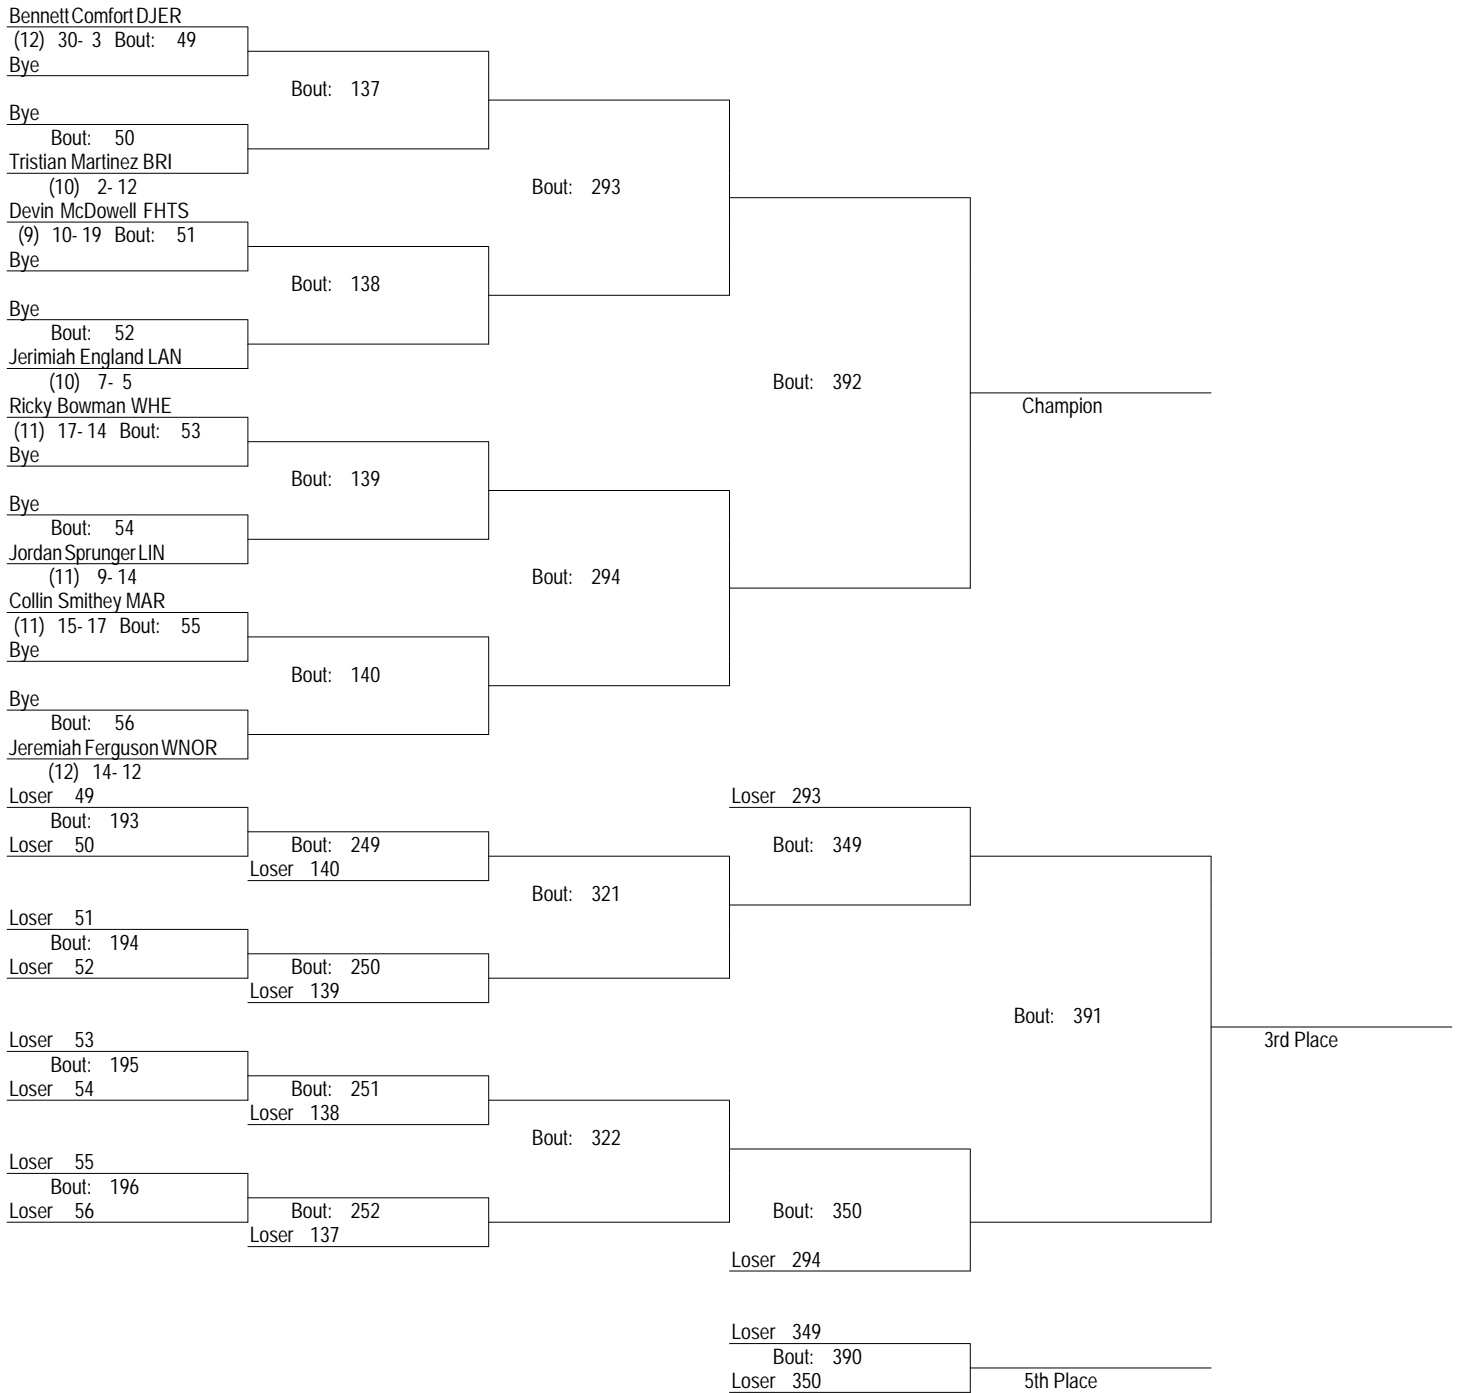 Bennett Comfort DJER
(12) 30- 3 Bout: 49
Bye
Bout: 137
Bye
Bout: 50
Tristian Martinez BRI
(10) 2- 12
Bout: 293
Devin McDowell FHTS
(9) 10- 19 Bout: 51
Bye
Bout: 138
Bye
Bout: 52
Jerimiah England LAN
(10) 7- 5
Bout: 392
Champion
Ricky Bowman WHE
(11) 17- 14 Bout: 53
Bye
Bout: 139
Bye
Bout: 54
Jordan Sprunger LIN
(11) 9- 14
Bout: 294
Collin Smithey MAR
(11) 15- 17 Bout: 55
Bye
Bout: 140
Bye
Bout: 56
Jeremiah Ferguson WNOR
(12) 14- 12
Loser 49
Loser 293
Bout: 193
Loser 50
Bout: 249
Bout: 349
Loser 140
Bout: 321
Loser 51
Bout: 194
Loser 52
Bout: 250
Loser 139
Bout: 391
Loser 53
3rd Place
Bout: 195
Loser 54
Bout: 251
Loser 138
Bout: 322
Loser 55
Bout: 196
Loser 56
Bout: 252
Bout: 350
Loser 137
Loser 294
Loser 349
Bout: 390
Loser 350
5th Place